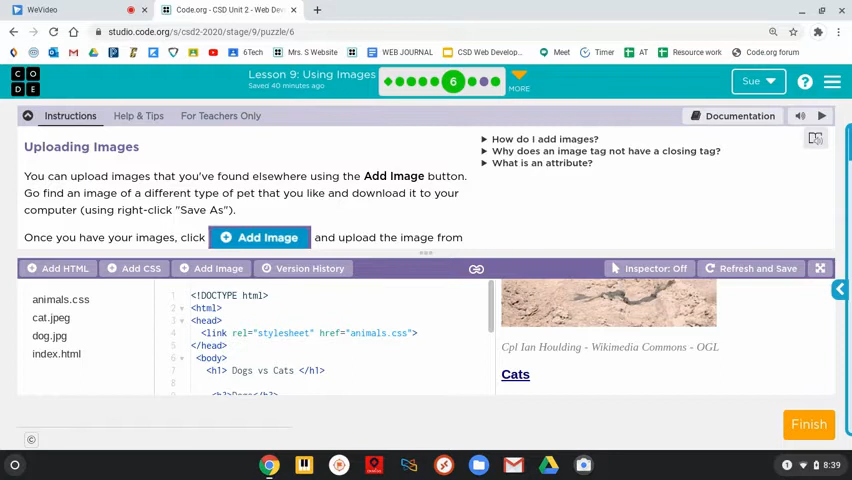 WeVideo
Code.org - CSD Unit 2 - Web Dev
studio.code.org/s/csd2-2020/stage/9/puzzle/6
6Tech
Mrs. S Website
WEB JOURNAL
CSD Web Develop...
Meet
Timer
AT
Resource work
Code.org forum
CO
DE
Lesson 9: Using Images
Saved 40 minutes ago
6
MORE
Sue
?
Instructions
Help & Tips
For Teachers Only
Documentation
Uploading Images
You can upload images that you've found elsewhere using the Add Image button.
Go find an image of a different type of pet that you like and download it to your
computer (using right-click "Save As").
Once you have your images, click Add Image and upload the image from
How do I add images?
Why does an image tag not have a closing tag?
What is an attribute?
Add HTML
Add CSS
Add Image
Version History
Inspector: Off
Refresh and Save
animals.css
cat.jpeg
dog.jpg
index.html
1 <!DOCTYPE html>
2 <html>
3 <head>
4 <link rel="stylesheet" href="animals.css">
5 </head>
6 <body>
7 <h1> Dogs vs Cats </h1>
8
Cpl Ian Houlding - Wikimedia Commons - OGL
Cats
Finish
©
1
8:39